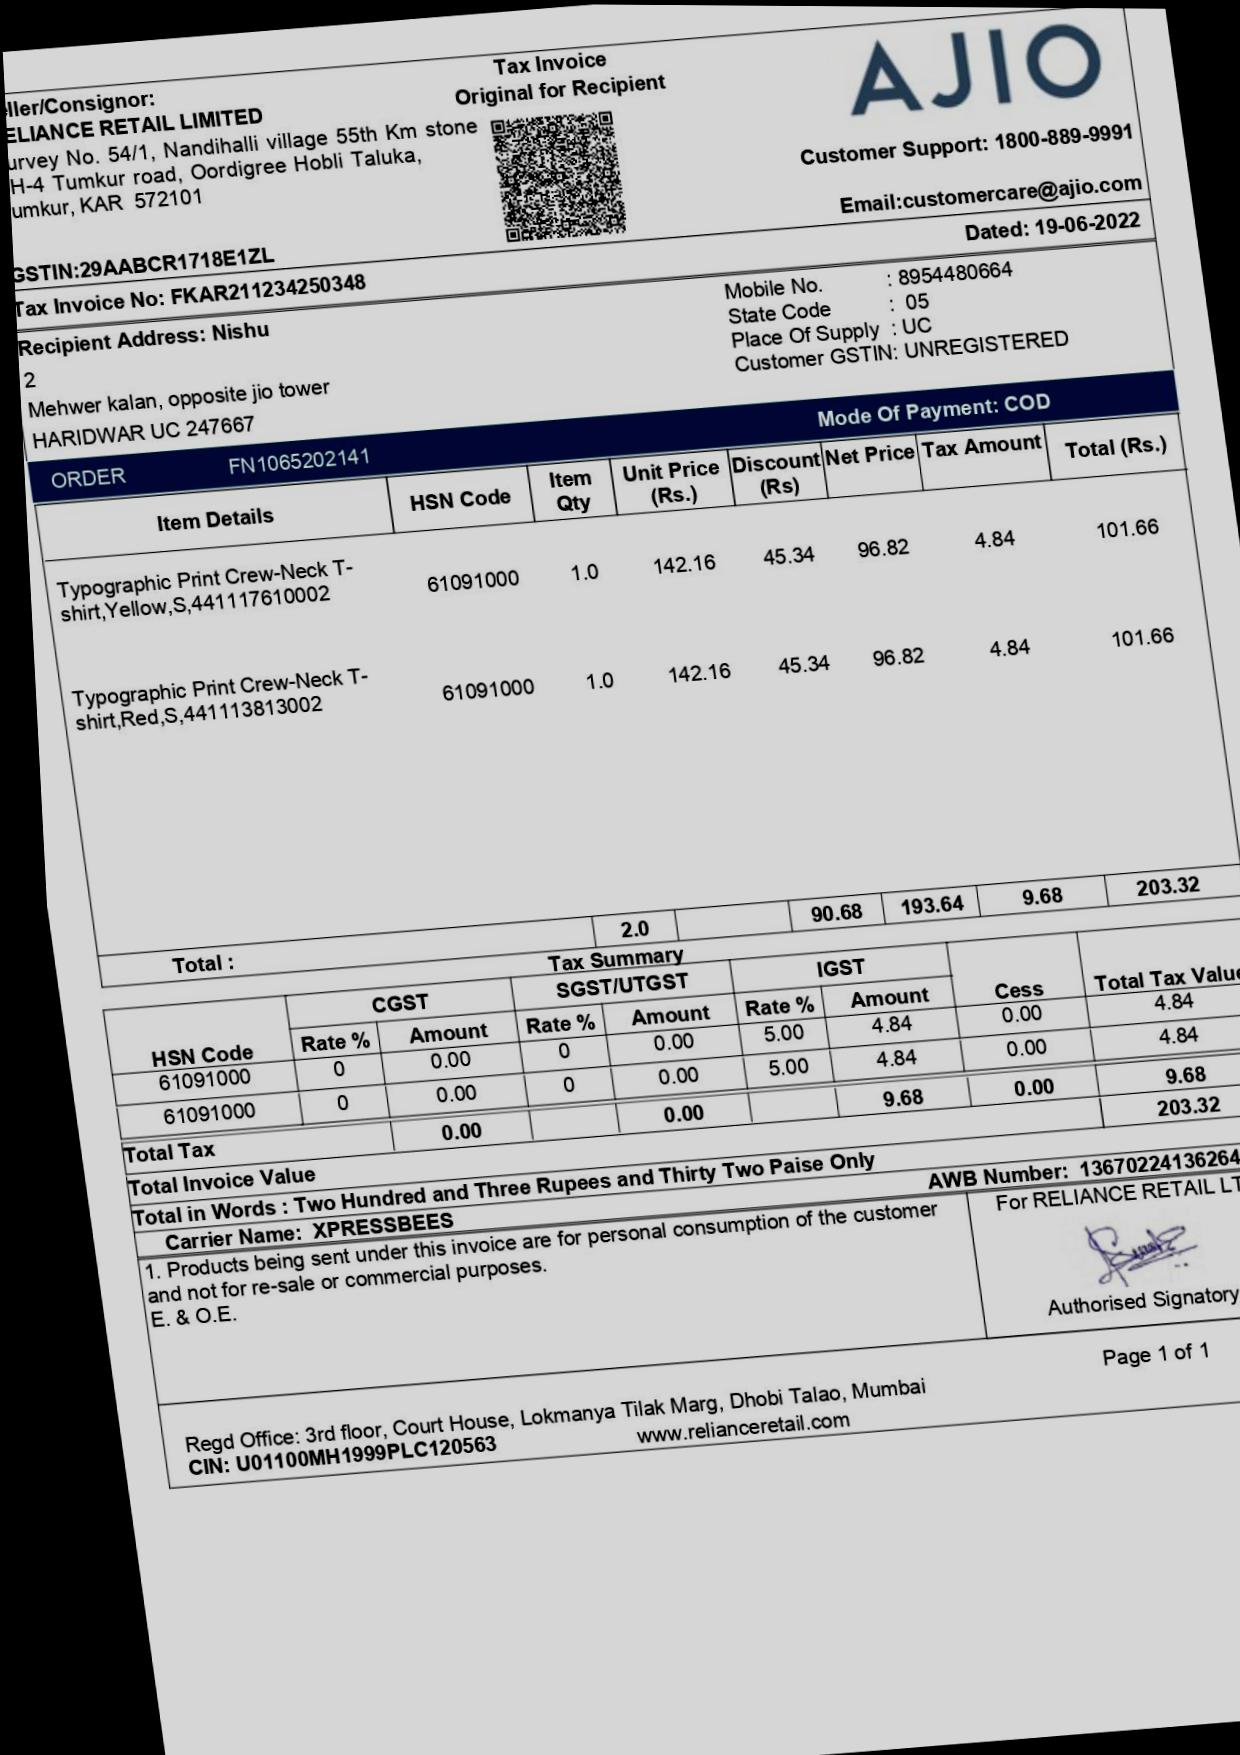 Tax Invoice
Original for Recipient
AJIO
ller/Consignor:
ELIANCE RETAIL LIMITED
urvey No. 54/1, Nandihalli village 55th Km stone
H-4 Tumkur road, Oordigree Hobli Taluka,
umkur, KAR 572101
Customer Support: 1800-889-9991
Email:customercare@ajio.com
GSTIN:29AABCR1718E1ZL
Tax Invoice No: FKAR211234250348
Dated: 19-06-2022
Recipient Address: Nishu
2
Mehwer kalan, opposite jio tower
HARIDWAR UC 247667
Mobile No. : 8954480664
State Code : 05
Place Of Supply : UC
Customer GSTIN: UNREGISTERED
ORDER FN1065202141 Mode Of Payment: COD
Item Details HSN Code Item Qty Unit Price (Rs.) Discount (Rs) Net Price Tax Amount Total (Rs.)
Typographic Print Crew-Neck T- 61091000 1.0 142.16 45.34 96.82 4.84 101.66
shirt,Yellow,S,441117610002
Typographic Print Crew-Neck T- 61091000 1.0 142.16 45.34 96.82 4.84 101.66
shirt,Red,S,441113813002
Total : 2.0 90.68 193.64 9.68 203.32
Tax Summary
HSN Code CGST SGST/UTGST IGST Cess Total Tax Value
Rate % Amount Rate % Amount Rate % Amount
61091000 0 0.00 0 0.00 5.00 4.84 0.00 4.84
61091000 0 0.00 0 0.00 5.00 4.84 0.00 4.84
Total Tax 0.00 0.00 9.68 0.00 9.68
Total Invoice Value 203.32
Total in Words : Two Hundred and Three Rupees and Thirty Two Paise Only
Carrier Name: XPRESSBEES AWB Number: 13670224136264
1. Products being sent under this invoice are for personal consumption of the customer
and not for re-sale or commercial purposes.
E. & O.E.
For RELIANCE RETAIL LT
Authorised Signatory
Page 1 of 1
Regd Office: 3rd floor, Court House, Lokmanya Tilak Marg, Dhobi Talao, Mumbai
CIN: U01100MH1999PLC120563 www.relianceretail.com